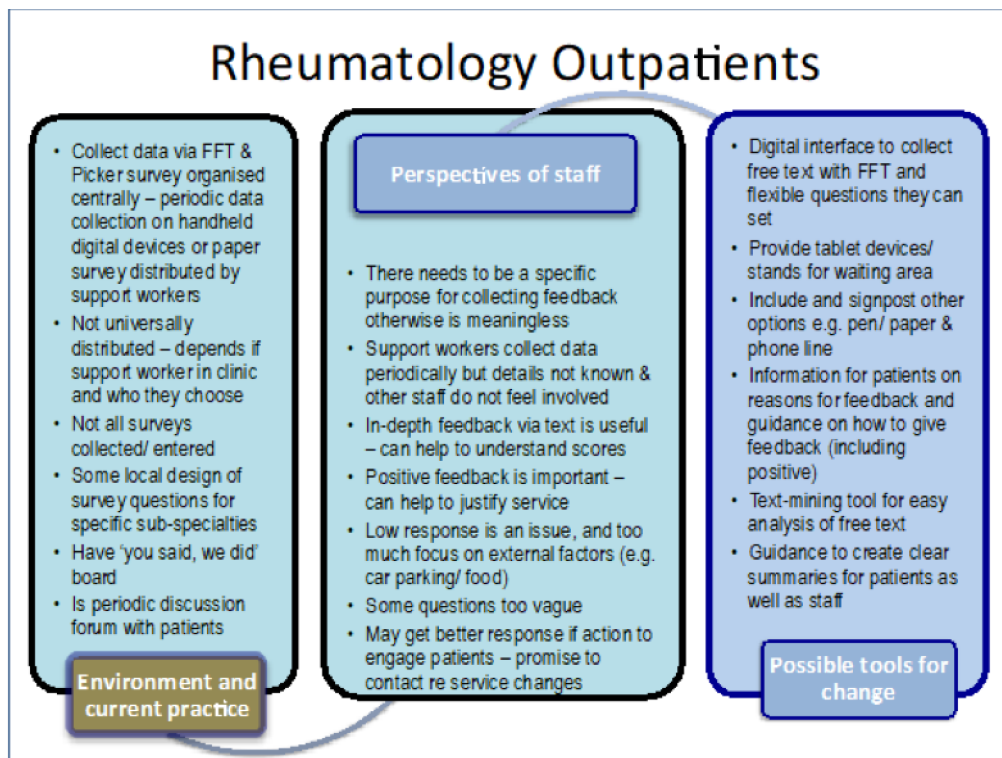 Rheumatology Outpatients
• Collect data via FFT &
Picker survey organised
centrally – periodic data
collection on handheld
digital devices or paper
survey distributed by
support workers
• Not universally
distributed – depends if
support worker in clinic
and who they choose
• Not all surveys
collected/ entered
• Some local design of
survey questions for
specific sub-specialties
• Have ‘you said, we did’
board
• Is periodic discussion
forum with patients
Environment and
current practice
Perspectives of staff
• There needs to be a specific
purpose for collecting feedback
otherwise is meaningless
• Support workers collect data
periodically but details not known &
other staff do not feel involved
• In-depth feedback via text is useful
– can help to understand scores
• Positive feedback is important –
can help to justify service
• Low response is an issue, and too
much focus on external factors (e.g.
car parking/ food)
• Some questions too vague
• May get better response if action to
engage patients – promise to
contact re service changes
• Digital interface to collect
free text with FFT and
flexible questions they can
set
• Provide tablet devices/
stands for waiting area
• Include and signpost other
options e.g. pen/ paper &
phone line
• Information for patients on
reasons for feedback and
guidance on how to give
feedback (including
positive)
• Text-mining tool for easy
analysis of free text
• Guidance to create clear
summaries for patients as
well as staff
Possible tools for
change